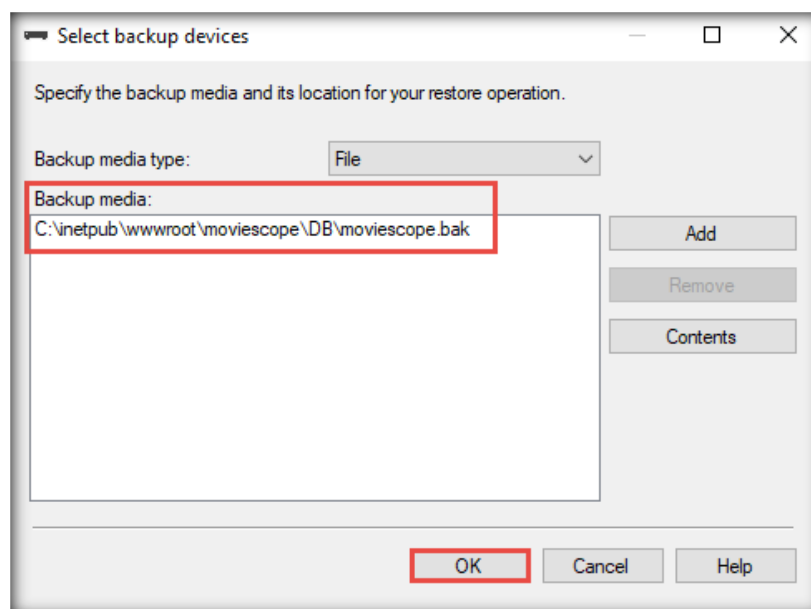 Select backup devices
Specify the backup media and its location for your restore operation.
Backup media type: File
Backup media:
C:\inetpub\wwwroot\moviescope\DB\moviescope.bak
Add
Remove
Contents
OK Cancel Help